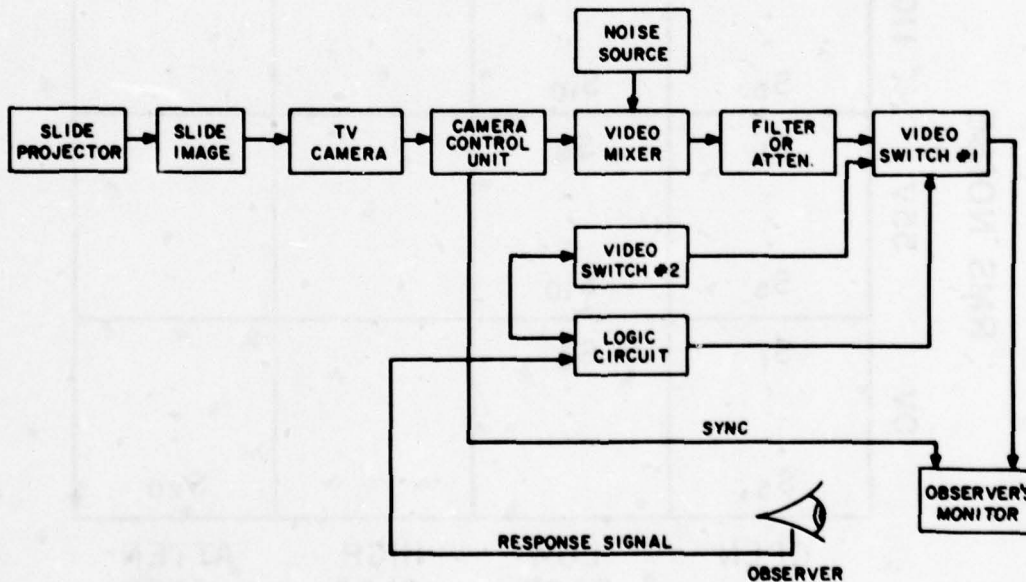 NOISE
SOURCE
SLIDE
PROJECTOR
SLIDE
IMAGE
TV
CAMERA
CAMERA
CONTROL
UNIT
VIDEO
MIXER
FILTER
OR
ATTEN.
VIDEO
SWITCH #1
VIDEO
SWITCH #2
LOGIC
CIRCUIT
SYNC
OBSERVER'S
MONITOR
RESPONSE SIGNAL
OBSERVER